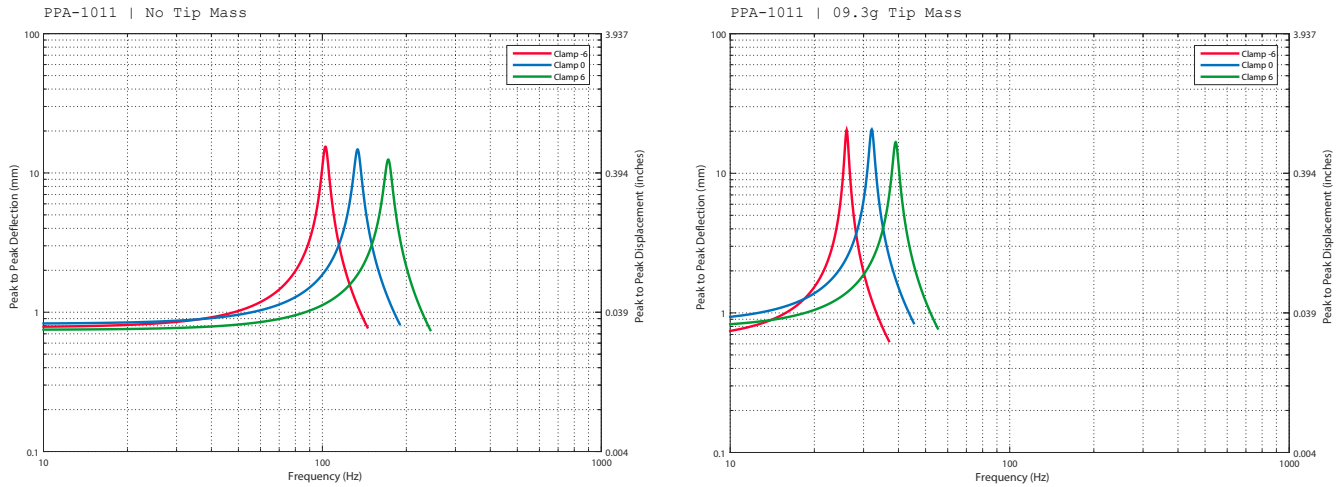 PPA-1011 | No Tip Mass
100
10
1
0.1
Peak to Peak Deflection (mm)
10
100
1000
Frequency (Hz)
3.937
0.394
0.039
0.004
Peak to Peak Displacement (inches)
Clamp -6
Clamp 0
Clamp 6
PPA-1011 | 09.3g Tip Mass
100
10
1
0.1
Peak to Peak Deflection (mm)
10
100
1000
Frequency (Hz)
3.937
0.394
0.039
0.004
Peak to Peak Displacement (inches)
Clamp -6
Clamp 0
Clamp 6